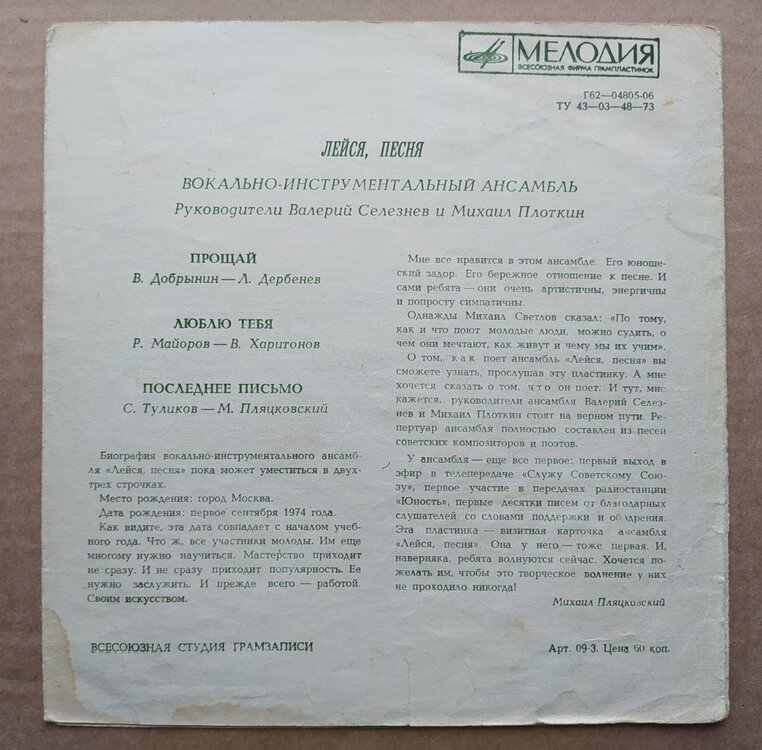 МЕЛОДИЯ
ВСЕСОЮЗНАЯ ФИРМА ГРАМПЛАСТИНОК
Г62—04805-06
ТУ 43—03—48—73
ЛЕЙСЯ, ПЕСНЯ
ВОКАЛЬНО-ИНСТРУМЕНТАЛЬНЫЙ АНСАМБЛЬ
Руководители Валерий Селезнев и Михаил Плоткин
ПРОЩАЙ
В. Добрынин — Л. Дербенев
ЛЮБЛЮ ТЕБЯ
Р. Майоров — В. Харитонов
ПОСЛЕДНЕЕ ПИСЬМО
С. Туликов — М. Пляцковский
Биография вокально-инструментального ансамб-
ля «Лейся, песня» пока может уместиться в двух-
трех строчках.
Место рождения: город Москва.
Дата рождения: первое сентября 1974 года.
Как видите, эта дата совпадает с началом учеб-
ного года. Что ж, все участники молоды. Им еще
многому нужно научиться. Мастерство приходит
не сразу. И не сразу приходит популярность. Ее
нужно заслужить. И прежде всего — работой.
Своим искусством.
Мне все нравится в этом ансамбле. Его юноше-
ский задор. Его бережное отношение к песне. И
сами ребята — они очень артистичны, энергичны
и попросту симпатичны.
Однажды Михаил Светлов сказал: «По тому,
как и что поют молодые люди, можно судить, о
чем они мечтают, как живут и чему мы их учим».
О том, как поет ансамбль «Лейся, песня» вы
сможете узнать, прослушав эту пластинку. А мне
хочется сказать о том, что он поет. И тут, мне
кажется, руководители ансамбля Валерий Селез-
нев и Михаил Плоткин стоят на верном пути. Ре-
пертуар ансамбля полностью составлен из песен
советских композиторов и поэтов.
У ансамбля — еще все первое: первый выход в
эфир в телепередаче «Служу Советскому Сою-
зу», первое участие в передачах радиостанции
«Юность», первые десятки писем от благодарных
слушателей со словами поддержки и ободрения.
Эта пластинка — визитная карточка ансамбля
«Лейся, песня». Она у него — тоже первая. И,
наверняка, ребята волнуются сейчас. Хочется по-
желать им, чтобы это творческое волнение у них
не проходило никогда!
Михаил Пляцковский
ВСЕСОЮЗНАЯ СТУДИЯ ГРАМЗАПИСИ
Арт. 09-3. Цена 60 коп.